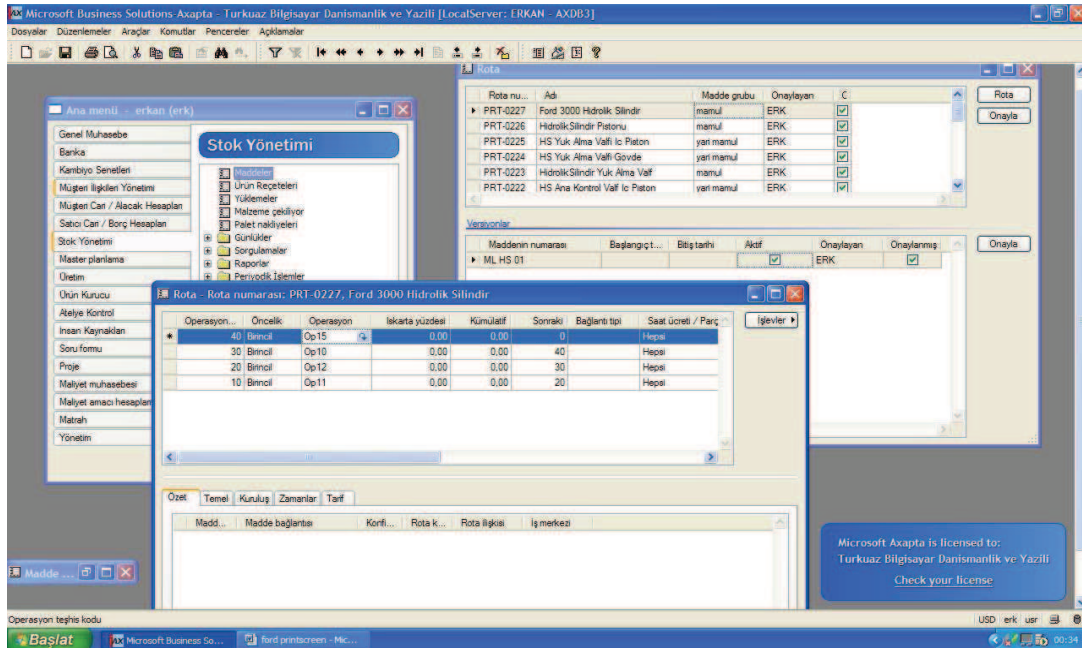 Microsoft Business Solutions-Axapta - Turkuaz Bilgisayar Danismanlik ve Yazili [LocalServer: ERKAN - AXDB3]
Dosyalar Düzenlemeler Araçlar Komutlar Pencereler Açıklamalar
Rota
Rota nu... Adı Madde grubu Onaylayan C
PRT-0227 Ford 3000 Hidrolik Silindir mamul ERK
PRT-0226 Hidrolik Silindir Pistonu mamul ERK
PRT-0225 HS Yuk Alma Valfi Ic Piston yari mamul ERK
PRT-0224 HS Yuk Alma Valfi Govde yari mamul ERK
PRT-0223 Hidrolik Silindir Yuk Alma Valf mamul ERK
PRT-0222 HS Ana Kontrol Valf Ic Piston yari mamul ERK
Rota
Onayla
Versiyonlar
Maddenin numarası Başlangıç t... Bitiş tarihi Aktif Onaylayan Onaylanmış
ML HS 01 ERK
Onayla
Ana menü - erkan (erk)
Genel Muhasebe
Banka
Kambiyo Senetleri
Müşteri İlişkileri Yönetimi
Müşteri Cari / Alacak Hesapları
Satıcı Cari / Borç Hesapları
Stok Yönetimi
Master planlama
Üretim
Ürün Kurucu
Atelye Kontrol
İnsan Kaynakları
Soru formu
Proje
Maliyet muhasebesi
Maliyet amacı hesaplan
Matrah
Yönetim
Stok Yönetimi
Maddeler
Ürün Reçeteleri
Yüklemeler
Malzeme çekiliyor
Palet nakliyeleri
Günlükler
Sorgulamalar
Raporlar
Periyodik İşlemler
Rota - Rota numarası: PRT-0227, Ford 3000 Hidrolik Silindir
Operasyon... Öncelik Operasyon Iskarta yüzdesi Kümülatif Sonraki Bağlantı tipi Saat ücreti / Parç
40 Birincil Op15 0,00 0,00 0 Hepsi
30 Birincil Op10 0,00 0,00 40 Hepsi
20 Birincil Op12 0,00 0,00 30 Hepsi
10 Birincil Op11 0,00 0,00 20 Hepsi
İşlevler
Özet Temel Kuruluş Zamanlar Tarif
Madd... Madde bağlantısı Konfi... Rota k... Rota ilişkisi İş merkezi
Madde ...
Microsoft Axapta is licensed to:
Turkuaz Bilgisayar Danismanlik ve Yazili
Check your license
Operasyon teşhis kodu
USD erk usr
Başlat Microsoft Business So... ford printscreen - Mic... 00:34